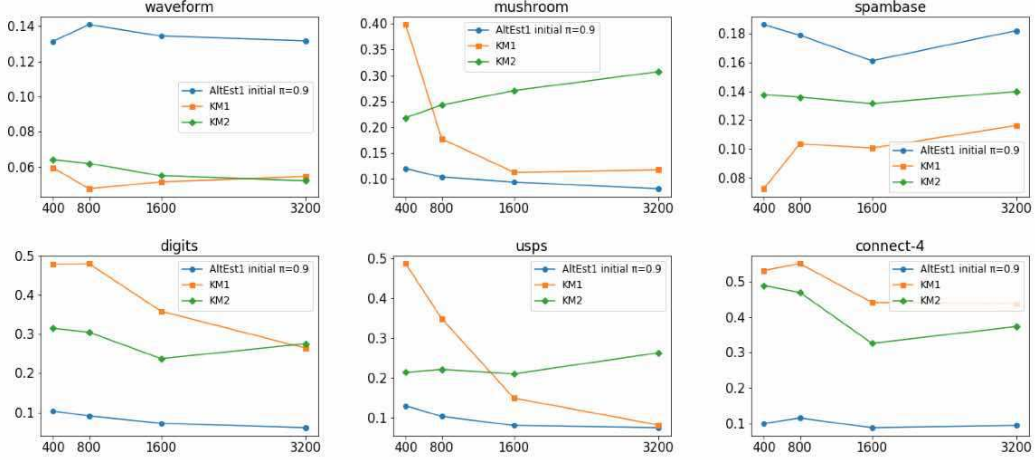 waveform
0.14
0.12
0.10
0.08
0.06
400 800 1600 3200
AltEst1 initial π=0.9
KM1
KM2
mushroom
0.40
0.35
0.30
0.25
0.20
0.15
0.10
400 800 1600 3200
AltEst1 initial π=0.9
KM1
KM2
spambase
0.18
0.16
0.14
0.12
0.10
0.08
400 800 1600 3200
AltEst1 initial π=0.9
KM1
KM2
digits
0.5
0.4
0.3
0.2
0.1
400 800 1600 3200
AltEst1 initial π=0.9
KM1
KM2
usps
0.5
0.4
0.3
0.2
0.1
400 800 1600 3200
AltEst1 initial π=0.9
KM1
KM2
connect-4
0.5
0.4
0.3
0.2
0.1
400 800 1600 3200
AltEst1 initial π=0.9
KM1
KM2